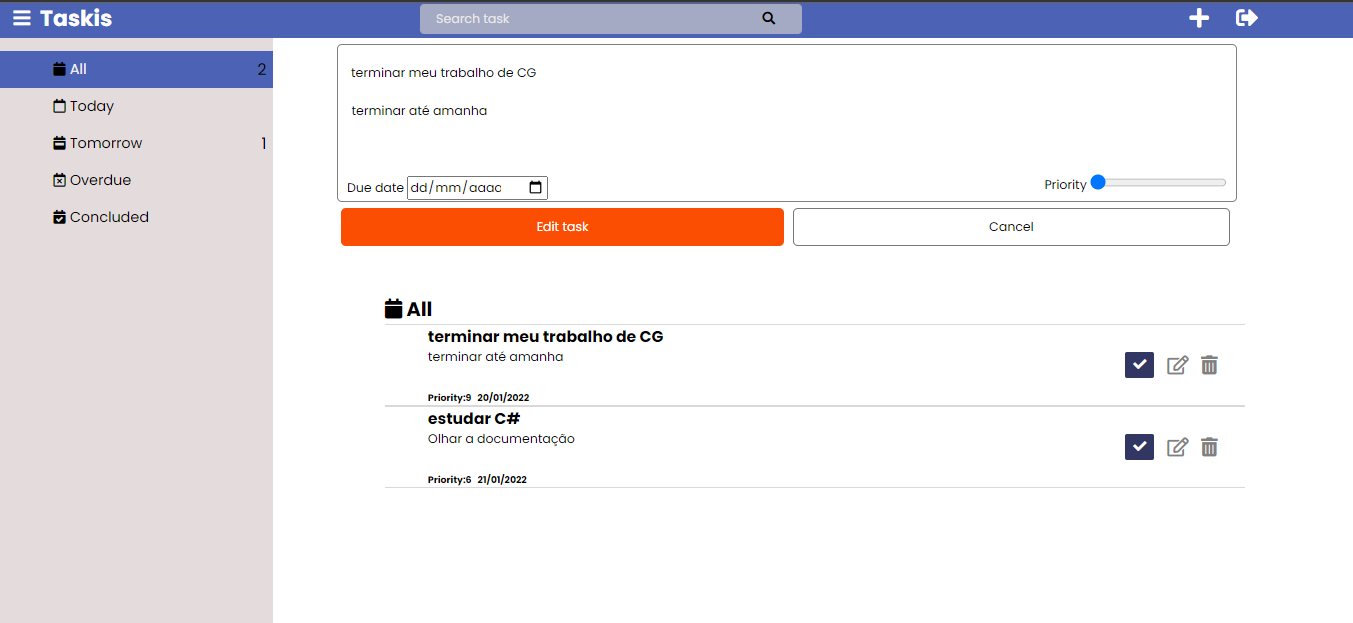 Taskis
Search task
All 2
Today
Tomorrow 1
Overdue
Concluded
terminar meu trabalho de CG
terminar até amanha
Due date dd/mm/aaaa
Priority
Edit task
Cancel
All
terminar meu trabalho de CG
terminar até amanha
Priority:9 20/01/2022
estudar C#
Olhar a documentação
Priority:6 21/01/2022